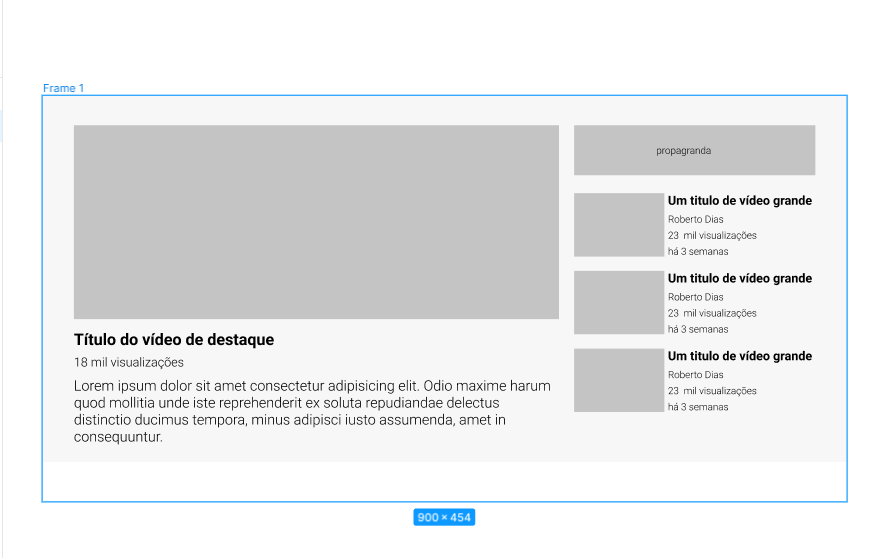 Frame 1
propagranda
Um titulo de vídeo grande
Roberto Dias
23 mil visualizações
há 3 semanas
Um titulo de vídeo grande
Roberto Dias
23 mil visualizações
há 3 semanas
Um titulo de vídeo grande
Roberto Dias
23 mil visualizações
há 3 semanas
Título do vídeo de destaque
18 mil visualizações
Lorem ipsum dolor sit amet consectetur adipisicing elit. Odio maxime harum
quod mollitia unde iste reprehenderit ex soluta repudiandae delectus
distinctio ducimus tempora, minus adipisci iusto assumenda, amet in
consequuntur.
900 × 454